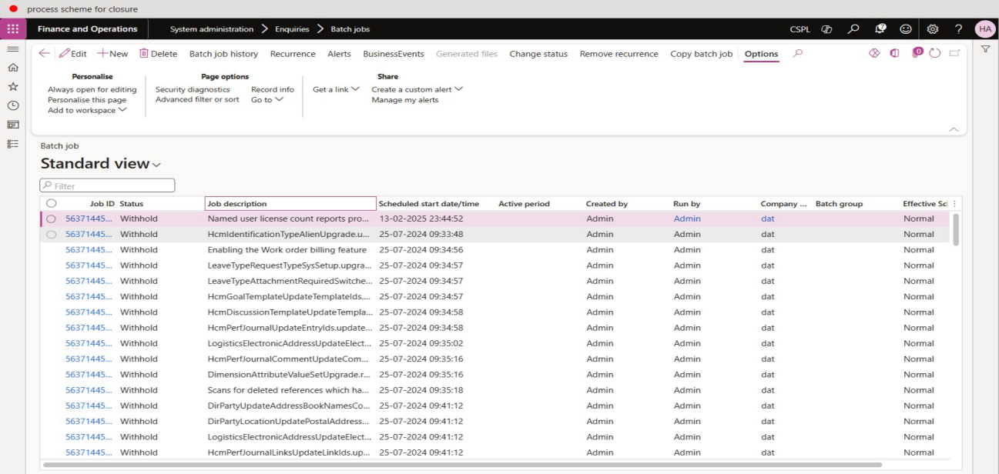 process scheme for closure
Finance and Operations System administration Enquiries Batch jobs CSPL 7 ? HA
Edit New Delete Batch job history Recurrence Alerts BusinessEvents Generated files Change status Remove recurrence Copy batch job Options 0
Personalise Page options Share
Always open for editing Security diagnostics Record info Get a link Create a custom alert
Personalise this page Advanced filter or sort Go to Manage my alerts
Add to workspace
Batch job
Standard view
Filter
Job ID Status Job description Scheduled start date/time Active period Created by Run by Company ... Batch group Effective Scl
56371445... Withhold Named user license count reports pro... 13-02-2025 23:44:52 Admin Admin dat Normal
56371445... Withhold HcmIdentificationTypeAlienUpgrade.u... 25-07-2024 09:33:48 Admin Admin dat Normal
56371445... Withhold Enabling the Work order billing feature 25-07-2024 09:34:56 Admin Admin dat Normal
56371445... Withhold LeaveTypeRequestTypeSysSetup.upgra... 25-07-2024 09:34:57 Admin Admin dat Normal
56371445... Withhold LeaveTypeAttachmentRequiredSwitche... 25-07-2024 09:34:57 Admin Admin dat Normal
56371445... Withhold HcmGoalTemplateUpdateTemplateIds.... 25-07-2024 09:34:57 Admin Admin dat Normal
56371445... Withhold HcmDiscussionTemplateUpdateTempla... 25-07-2024 09:34:58 Admin Admin dat Normal
56371445... Withhold HcmPerfJournalUpdateEntryIds.update... 25-07-2024 09:34:58 Admin Admin dat Normal
56371445... Withhold LogisticsElectronicAddressUpdateElect... 25-07-2024 09:35:02 Admin Admin dat Normal
56371445... Withhold HcmPerfJournalCommentUpdateCom... 25-07-2024 09:35:16 Admin Admin dat Normal
56371445... Withhold DimensionAttributeValueSetUpgrade.r... 25-07-2024 09:35:16 Admin Admin dat Normal
56371445... Withhold Scans for deleted references which ha... 25-07-2024 09:35:18 Admin Admin dat Normal
56371445... Withhold DirPartyUpdateAddressBookNamesCo... 25-07-2024 09:41:12 Admin Admin dat Normal
56371445... Withhold DirPartyLocationUpdatePostalAddress... 25-07-2024 09:41:12 Admin Admin dat Normal
56371445... Withhold LogisticsElectronicAddressUpdateElect... 25-07-2024 09:41:12 Admin Admin dat Normal
56371445... Withhold HcmPerfJournalLinksUpdateLinkIds.up... 25-07-2024 09:41:12 Admin Admin dat Normal